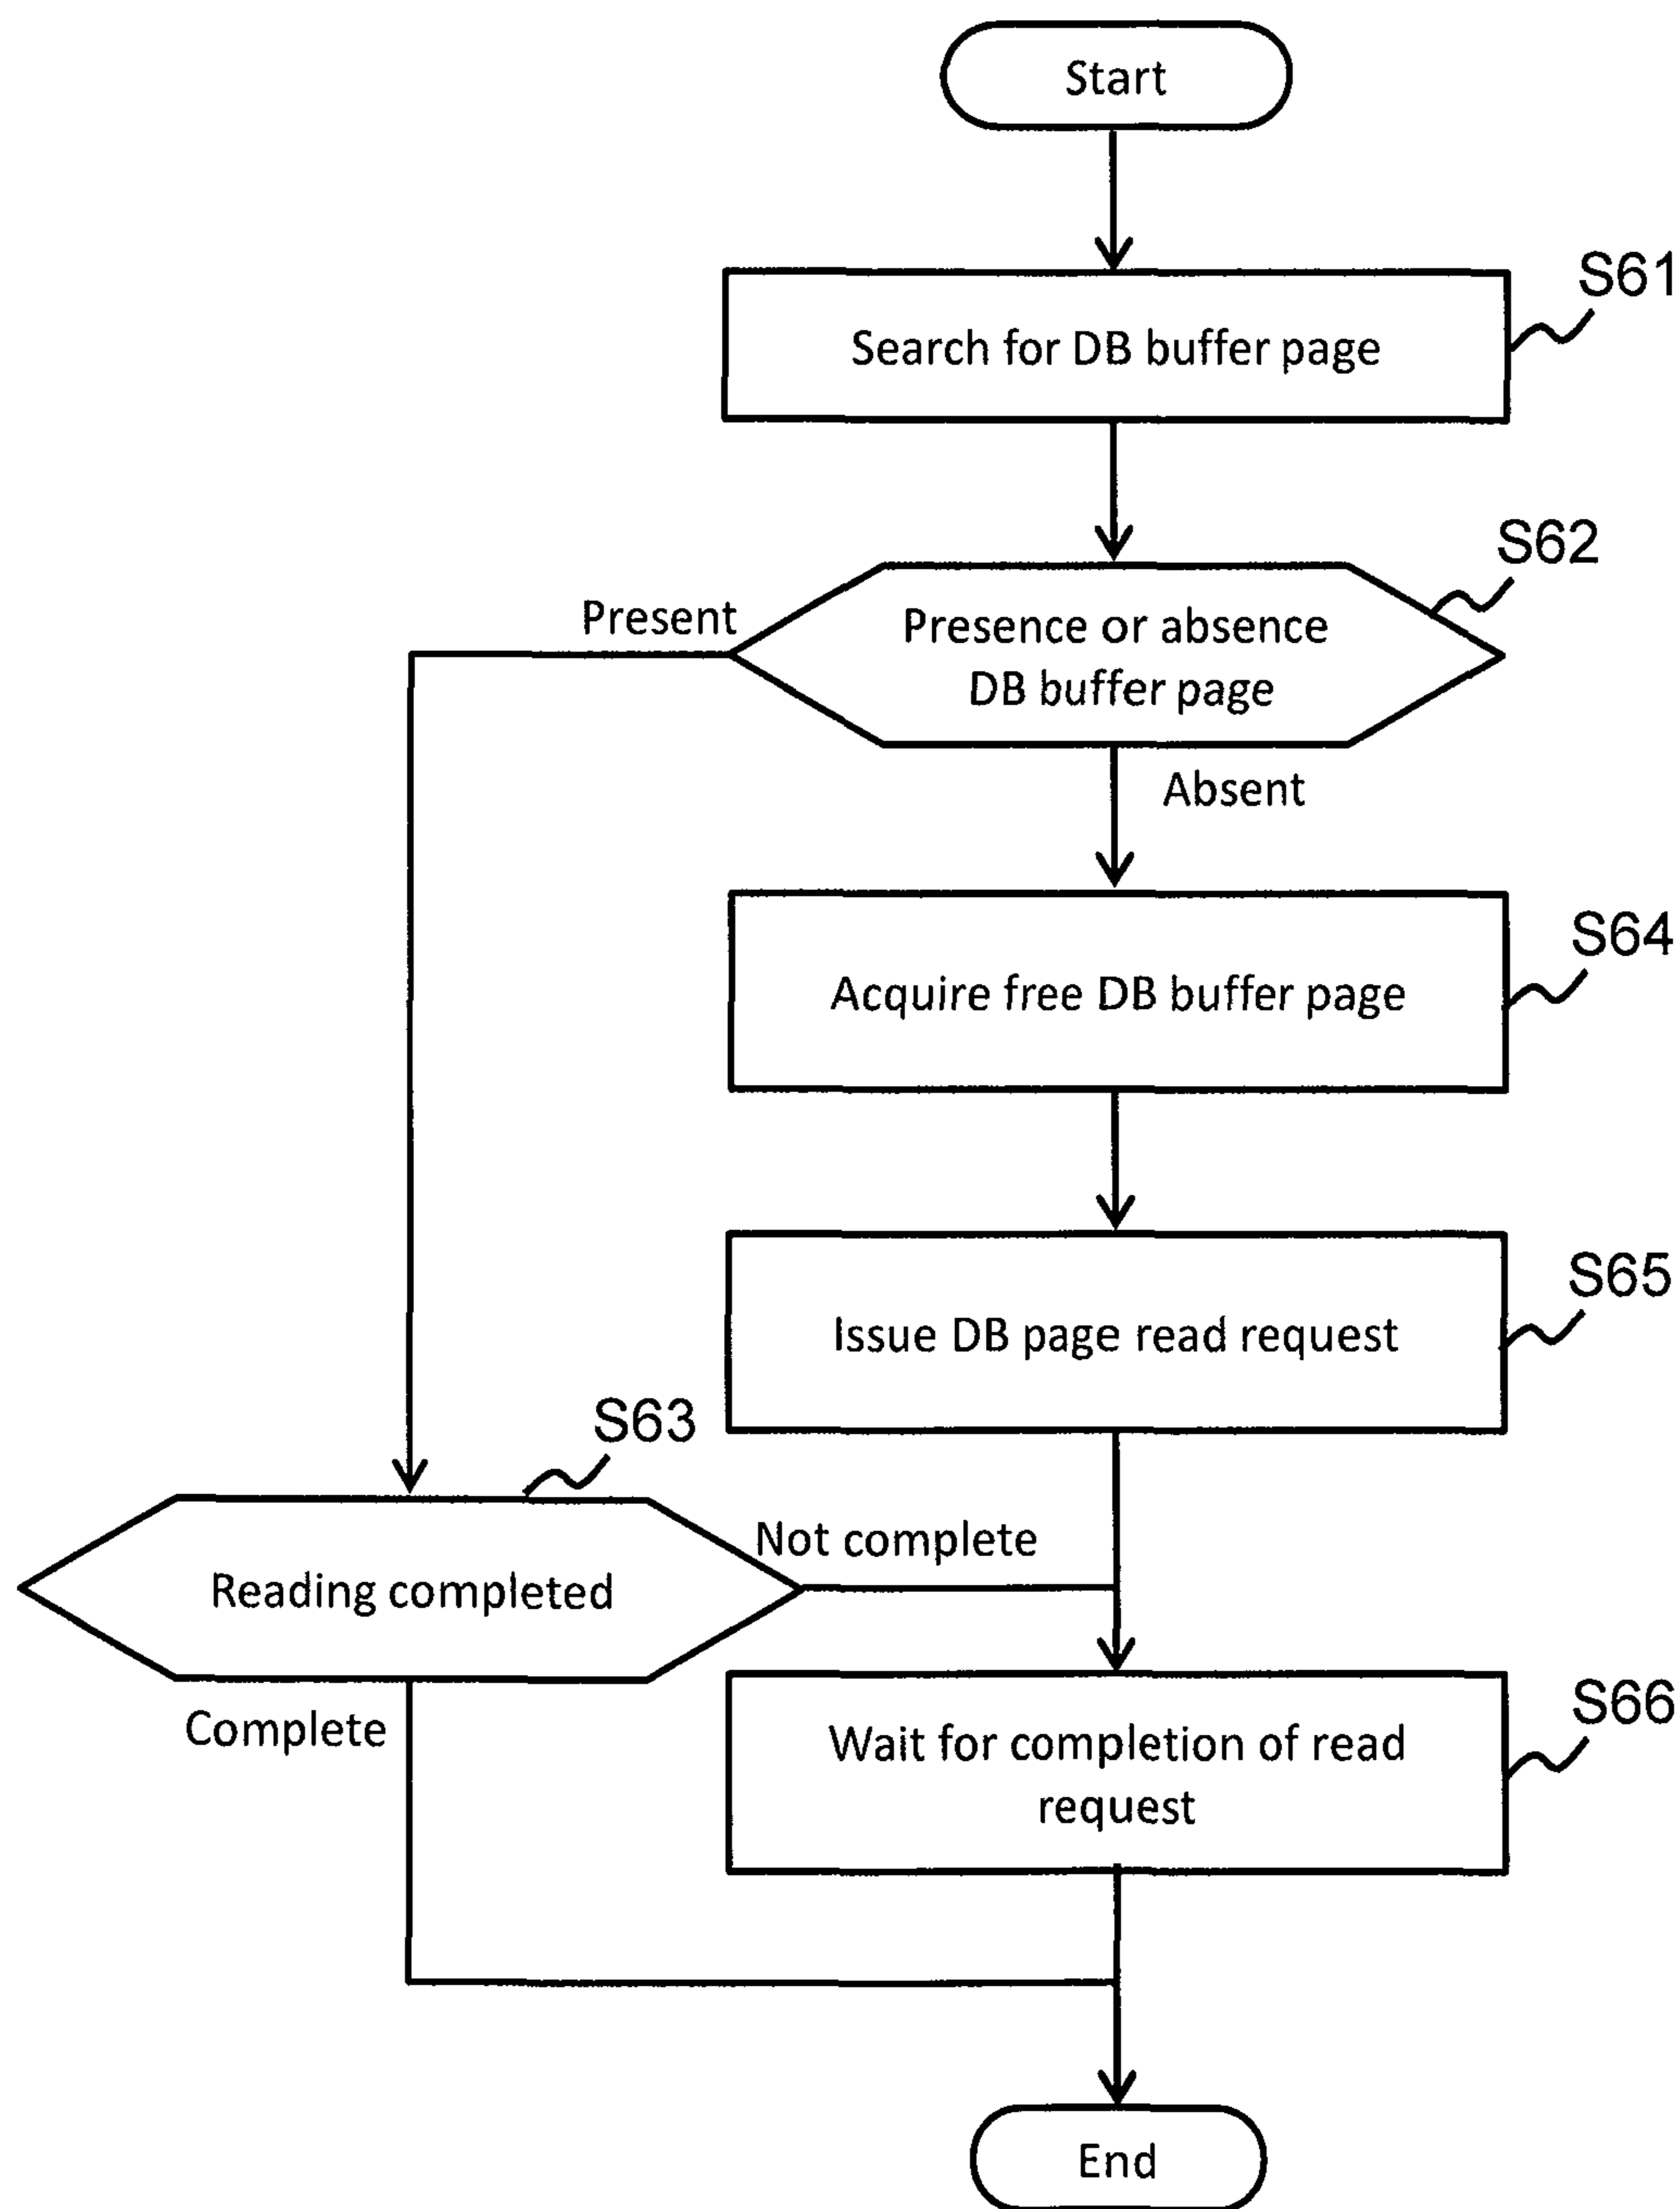 Start
S61
Search for DB buffer page
S62
Present
Presence or absence
DB buffer page
Absent
S64
Acquire free DB buffer page
S65
Issue DB page read request
S63
Not complete
Reading completed
Complete
S66
Wait for completion of read
request
End